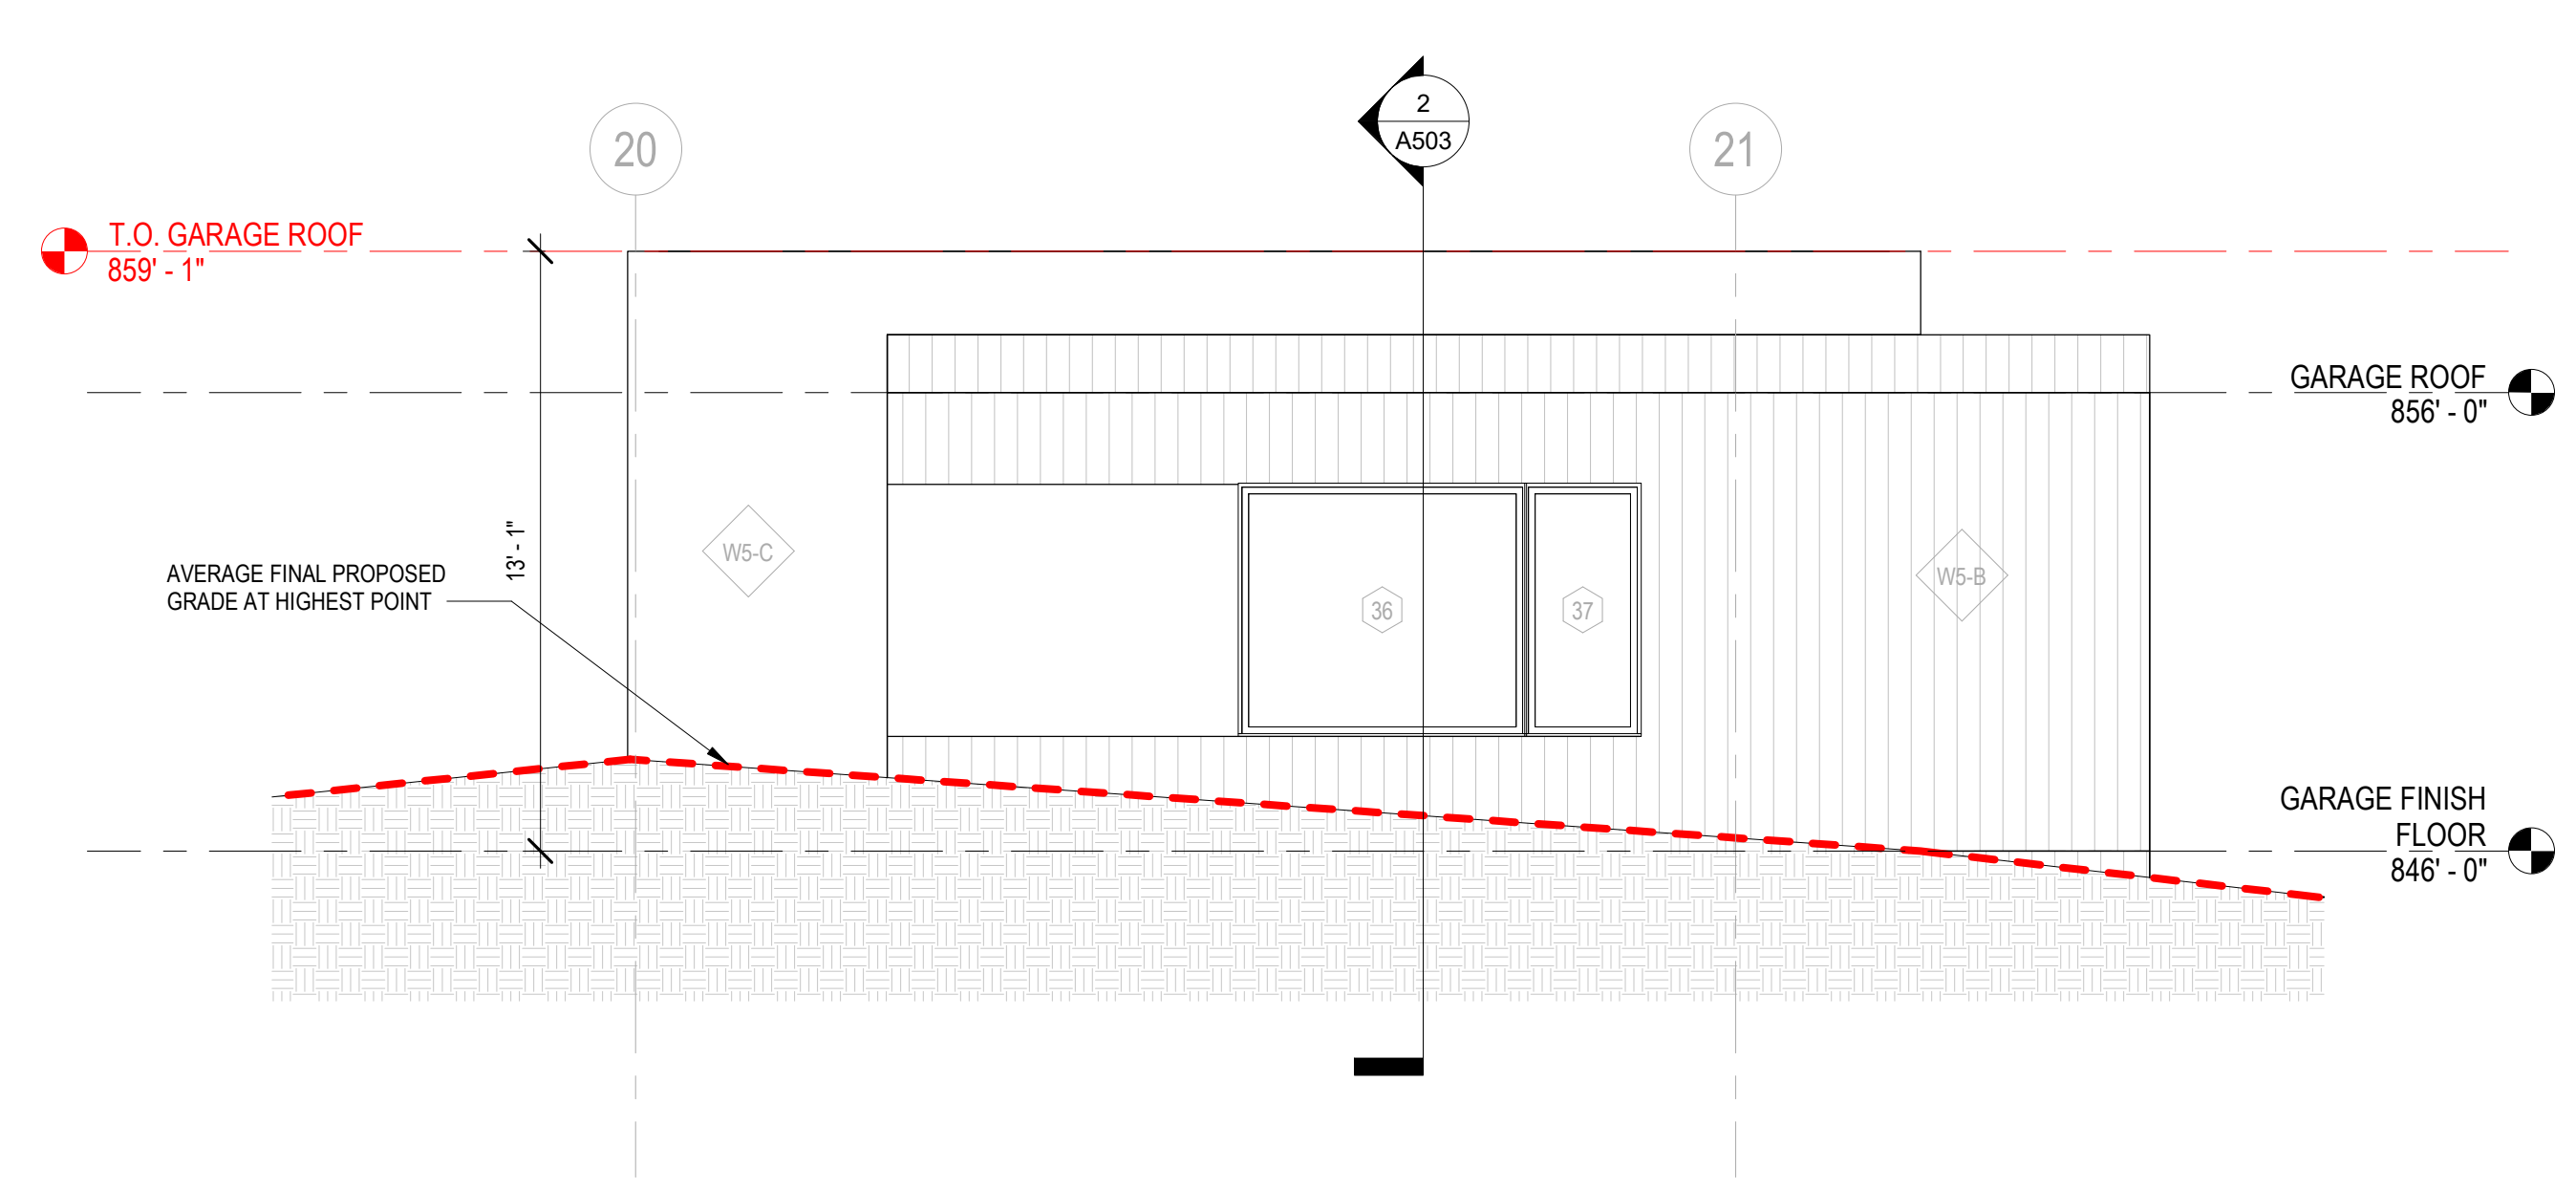 2
A503
20
21
T.O. GARAGE ROOF
859' - 1"
GARAGE ROOF
856' - 0"
13' - 1"
W5-C
W5-B
AVERAGE FINAL PROPOSED
GRADE AT HIGHEST POINT
36
37
GARAGE FINISH
FLOOR
846' - 0"